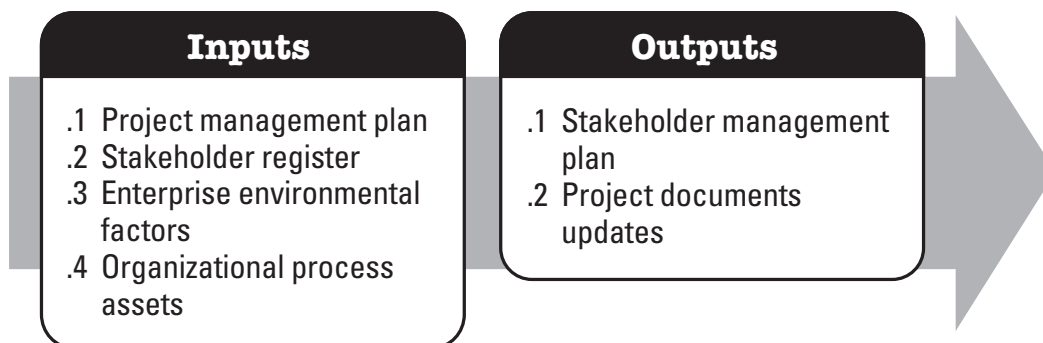 Inputs
.1 Project management plan
.2 Stakeholder register
.3 Enterprise environmental
factors
.4 Organizational process
assets
Outputs
.1 Stakeholder management
plan
.2 Project documents
updates